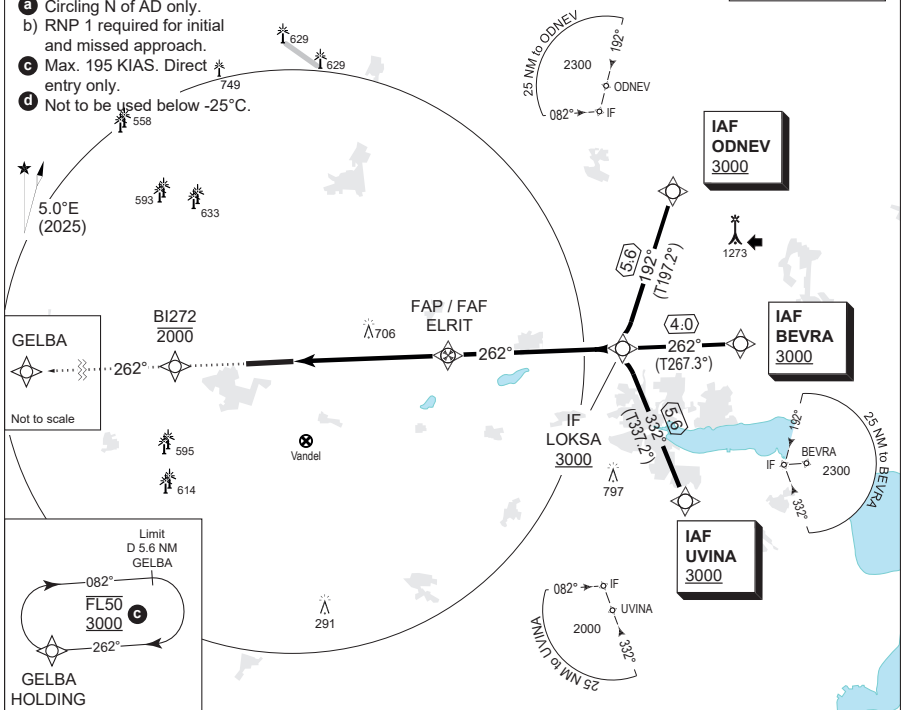 a Circling N of AD only.
b) RNP 1 required for initial
and missed approach.
c Max. 195 KIAS. Direct
entry only.
d Not to be used below -25°C.
629
629
749
558
593
633
5.0°E
(2025)
25 NM to ODNEV
192°
2300
ODNEV
082°
IF
IAF
ODNEV
3000
1273
5.6
192°
(T197.2°)
FAP / FAF
ELRIT
706
BI272
2000
GELBA
262°
Not to scale
262°
4.0
262°
(T267.3°)
IAF
BEVRA
3000
IF
LOKSA
3000
5.6
332°
(T337.2°)
797
595
614
Vandel
25 NM to BEVRA
192°
BEVRA
IF
2300
332°
IAF
UVINA
3000
Limit
D 5.6 NM
GELBA
082°
FL50
3000
c
262°
GELBA
HOLDING
291
082°
IF
UVINA
2000
332°
25 NM to UVINA